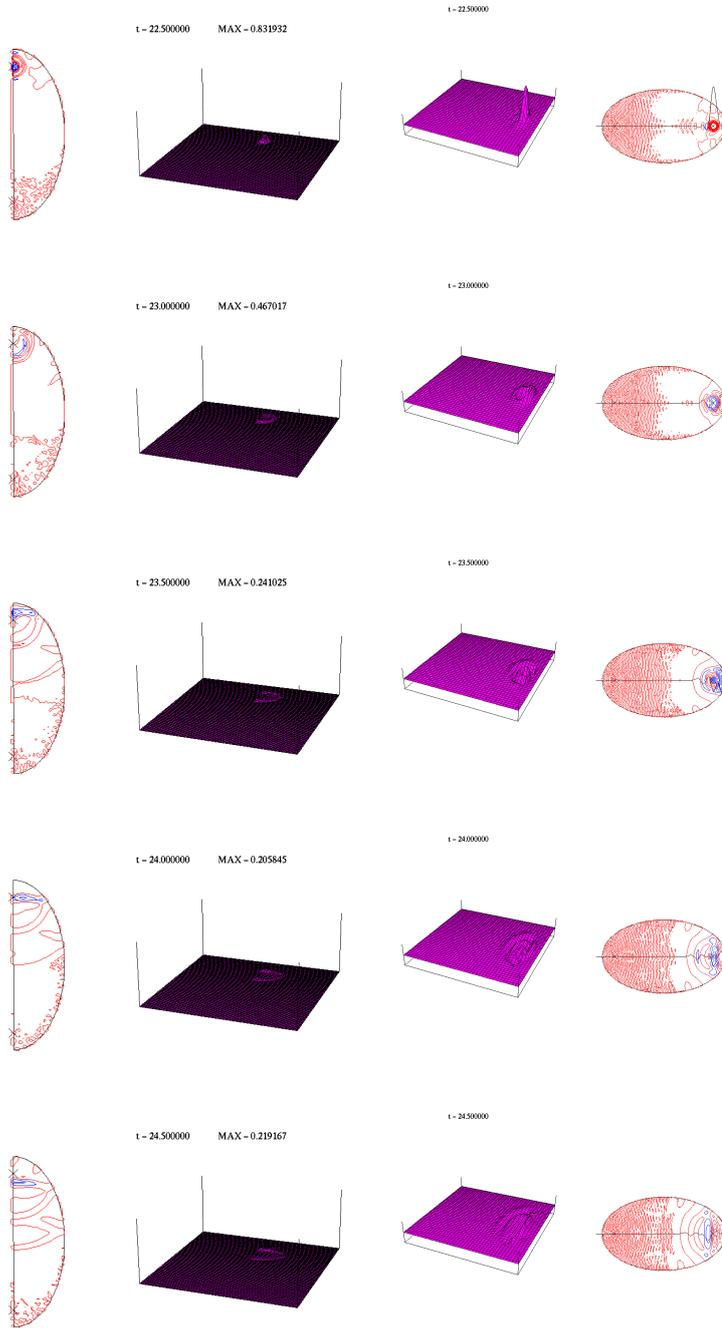 t = 22.500000
t = 22.500000 MAX = 0.831932
t = 23.000000
t = 23.000000 MAX = 0.467017
t = 23.500000
t = 23.500000 MAX = 0.241025
t = 24.000000
t = 24.000000 MAX = 0.205845
t = 24.500000
t = 24.500000 MAX = 0.219167